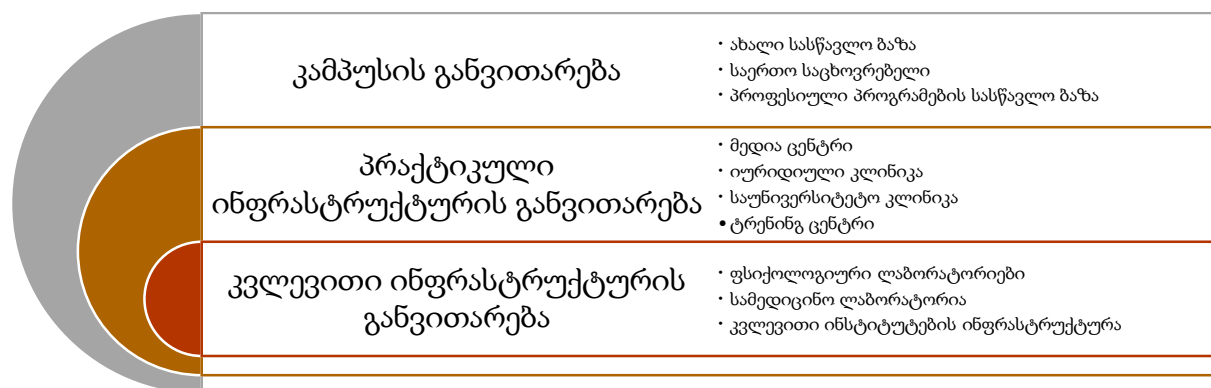 კამპუსის განვითარება
· ახალი სასწავლო ბაზა
· საერთო საცხოვრებელი
· პროფესიული პროგრამების სასწავლო ბაზა
პრაქტიკული
ინფრასტრუქტურის განვითარება
· მედია ცენტრი
· იურიდიული კლინიკა
· საუნივერსიტეტო კლინიკა
• ტრენინგ ცენტრი
კვლევითი ინფრასტრუქტურის
განვითარება
· ფსიქოლოგიური ლაბორატორიები
· სამედიცინო ლაბორატორია
· კვლევითი ინსტიტუტების ინფრასტრუქტურა